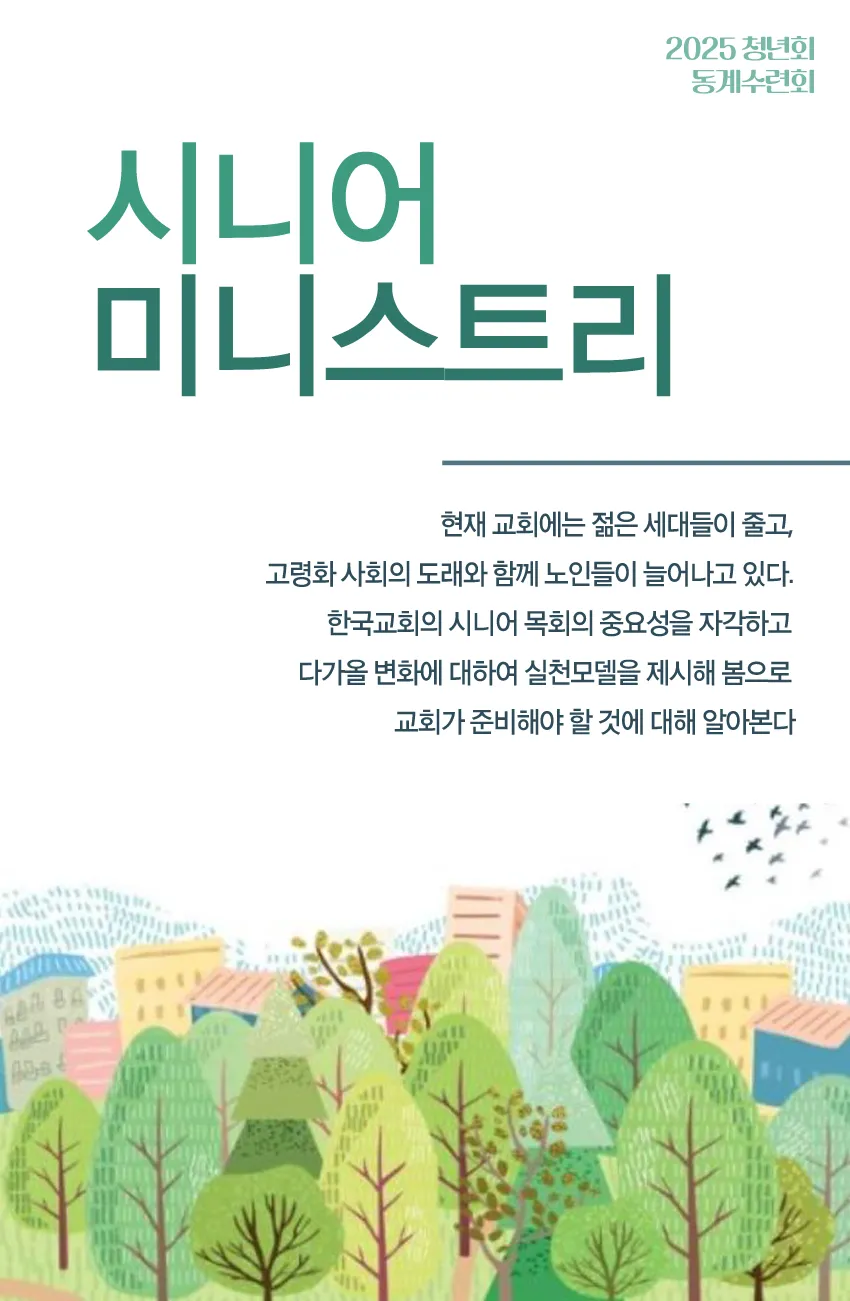 2025 청년회
동계수련회
시니어
미니스트리
현재 교회에는 젊은 세대들이 줄고,
고령화 사회의 도래와 함께 노인들이 늘어나고 있다.
한국교회의 시니어 목회의 중요성을 자각하고
다가올 변화에 대하여 실천모델을 제시해 봄으로
교회가 준비해야 할 것에 대해 알아본다